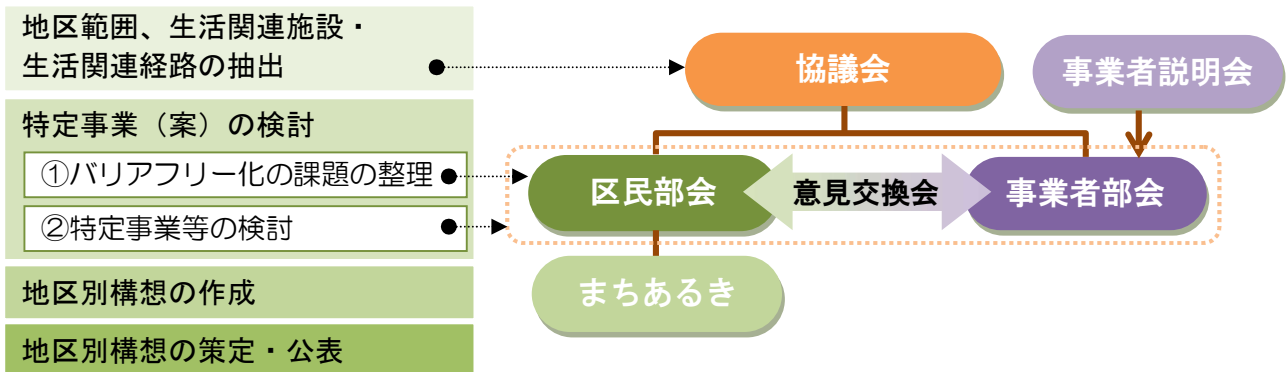 地区範囲、生活関連施設・
生活関連経路の抽出
特定事業（案）の検討
①バリアフリー化の課題の整理
②特定事業等の検討
地区別構想の作成
地区別構想の策定・公表
協議会
事業者説明会
区民部会
意見交換会
事業者部会
まちあるき